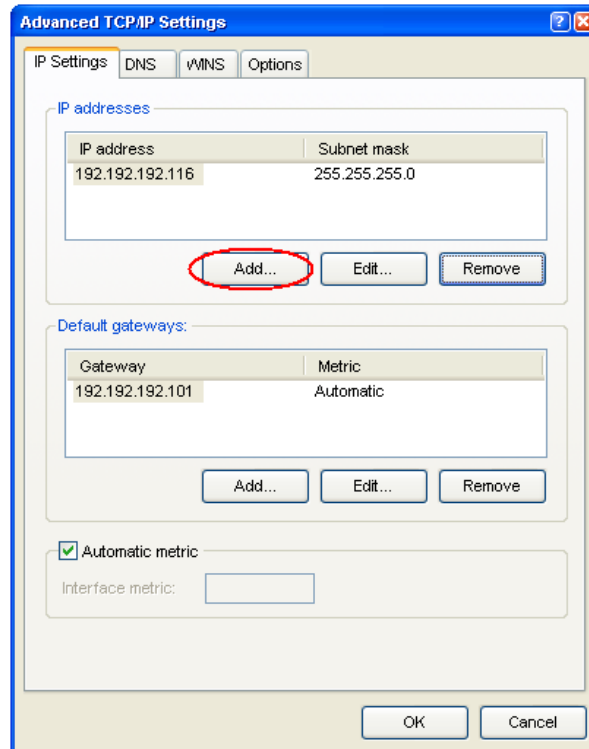 Advanced TCP/IP Settings
IP Settings DNS WINS Options
IP addresses
IP address Subnet mask
192.192.192.116 255.255.255.0
Add... Edit... Remove
Default gateways:
Gateway Metric
192.192.192.101 Automatic
Add... Edit... Remove
Automatic metric
Interface metric:
OK Cancel